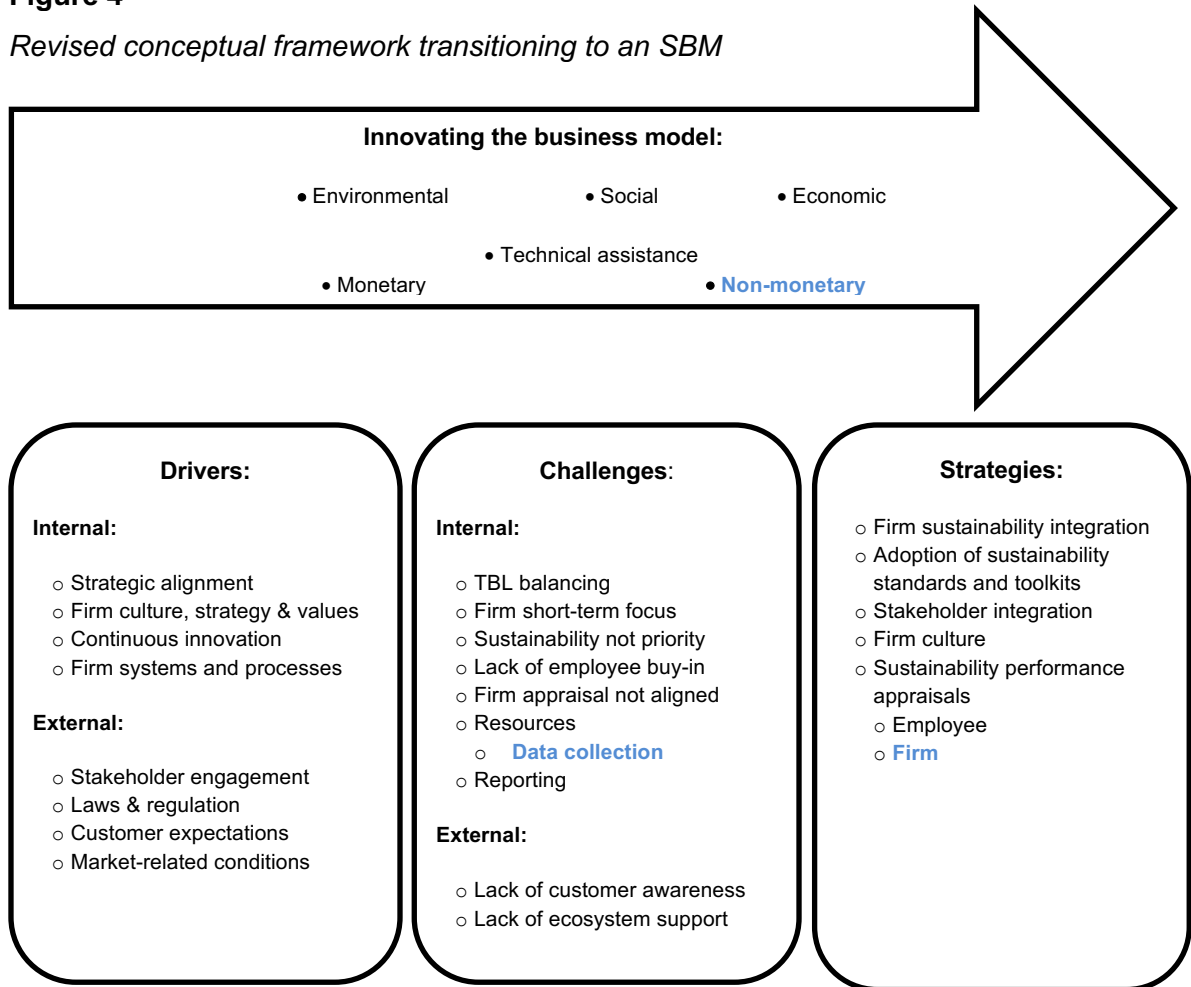 Figure 4
Revised conceptual framework transitioning to an SBM
Innovating the business model:
• Environmental • Social • Economic
• Technical assistance
• Monetary • Non-monetary
Drivers:
Internal:
○ Strategic alignment
○ Firm culture, strategy & values
○ Continuous innovation
○ Firm systems and processes
External:
○ Stakeholder engagement
○ Laws & regulation
○ Customer expectations
○ Market-related conditions
Challenges:
Internal:
○ TBL balancing
○ Firm short-term focus
○ Sustainability not priority
○ Lack of employee buy-in
○ Firm appraisal not aligned
○ Resources
○ Data collection
○ Reporting
External:
○ Lack of customer awareness
○ Lack of ecosystem support
Strategies:
○ Firm sustainability integration
○ Adoption of sustainability
standards and toolkits
○ Stakeholder integration
○ Firm culture
○ Sustainability performance
appraisals
○ Employee
○ Firm